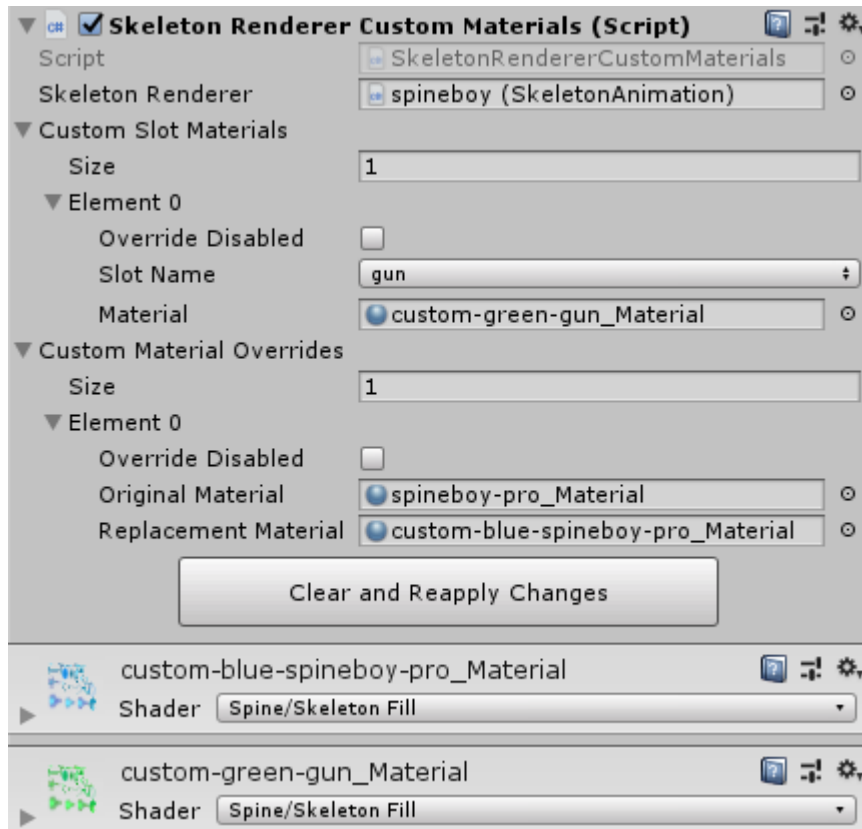 Skeleton Renderer Custom Materials (Script)
Script SkeletonRendererCustomMaterials
Skeleton Renderer spineboy (SkeletonAnimation)
Custom Slot Materials
Size 1
Element 0
Override Disabled
Slot Name gun
Material custom-green-gun_Material
Custom Material Overrides
Size 1
Element 0
Override Disabled
Original Material spineboy-pro_Material
Replacement Material custom-blue-spineboy-pro_Material
Clear and Reapply Changes
custom-blue-spineboy-pro_Material
Shader Spine/Skeleton Fill
custom-green-gun_Material
Shader Spine/Skeleton Fill